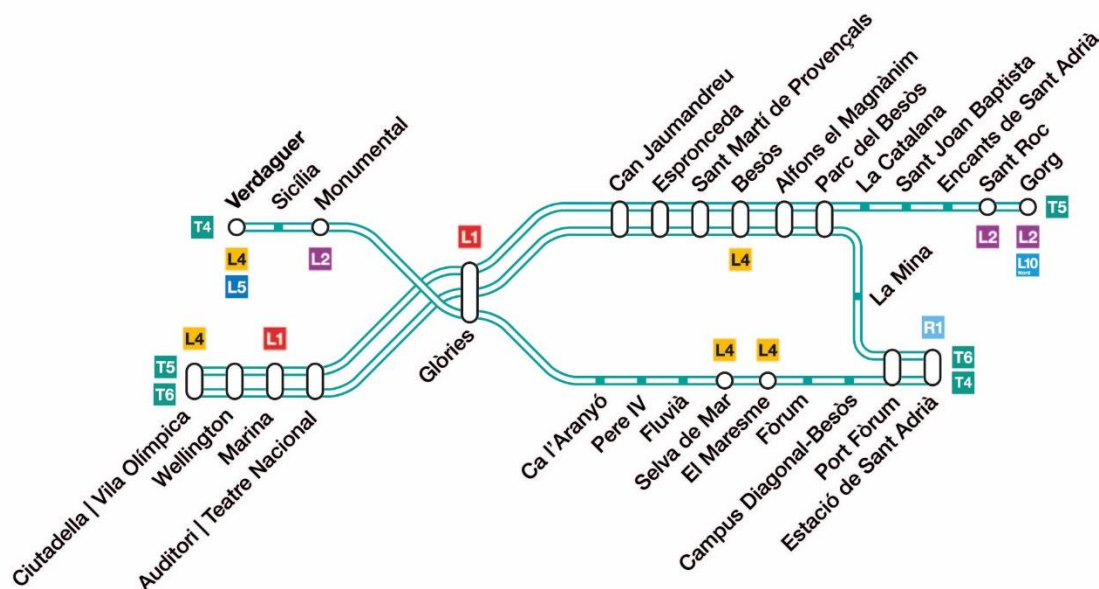 Verdaguer
Sicília
Monumental
T4
L4
L5
L2
L1
Glòries
Can Jaumandreu
Espronceda
Sant Martí de Provençals
Besòs
L4
Alfons el Magnànim
Parc del Besòs
La Catalana
Sant Joan Baptista
Encants de Sant Adrià
Sant Roc
L2
Gorg
L2
L10
Nord
T5
La Mina
L4
L1
T5
T6
Ciutadella | Vila Olímpica
Wellington
Marina
Auditori | Teatre Nacional
Ca l'Aranyó
Pere IV
Fluvià
L4
Selva de Mar
L4
El Maresme
Fòrum
Campus Diagonal-Besòs
Port Fòrum
R1
Estació de Sant Adrià
T6
T4